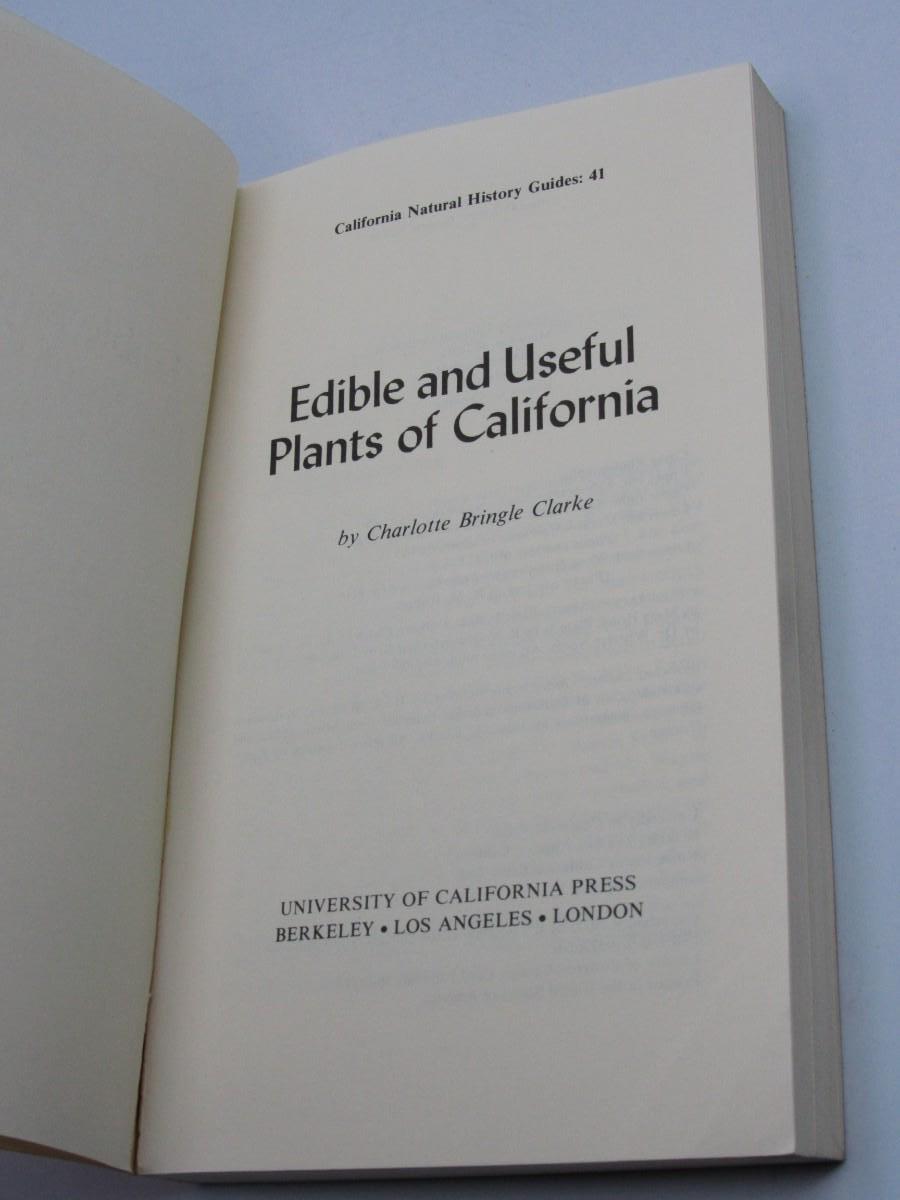 California Natural History Guides: 41
Edible and Useful
Plants of California
by Charlotte Bringle Clarke
UNIVERSITY OF CALIFORNIA PRESS
BERKELEY • LOS ANGELES • LONDON